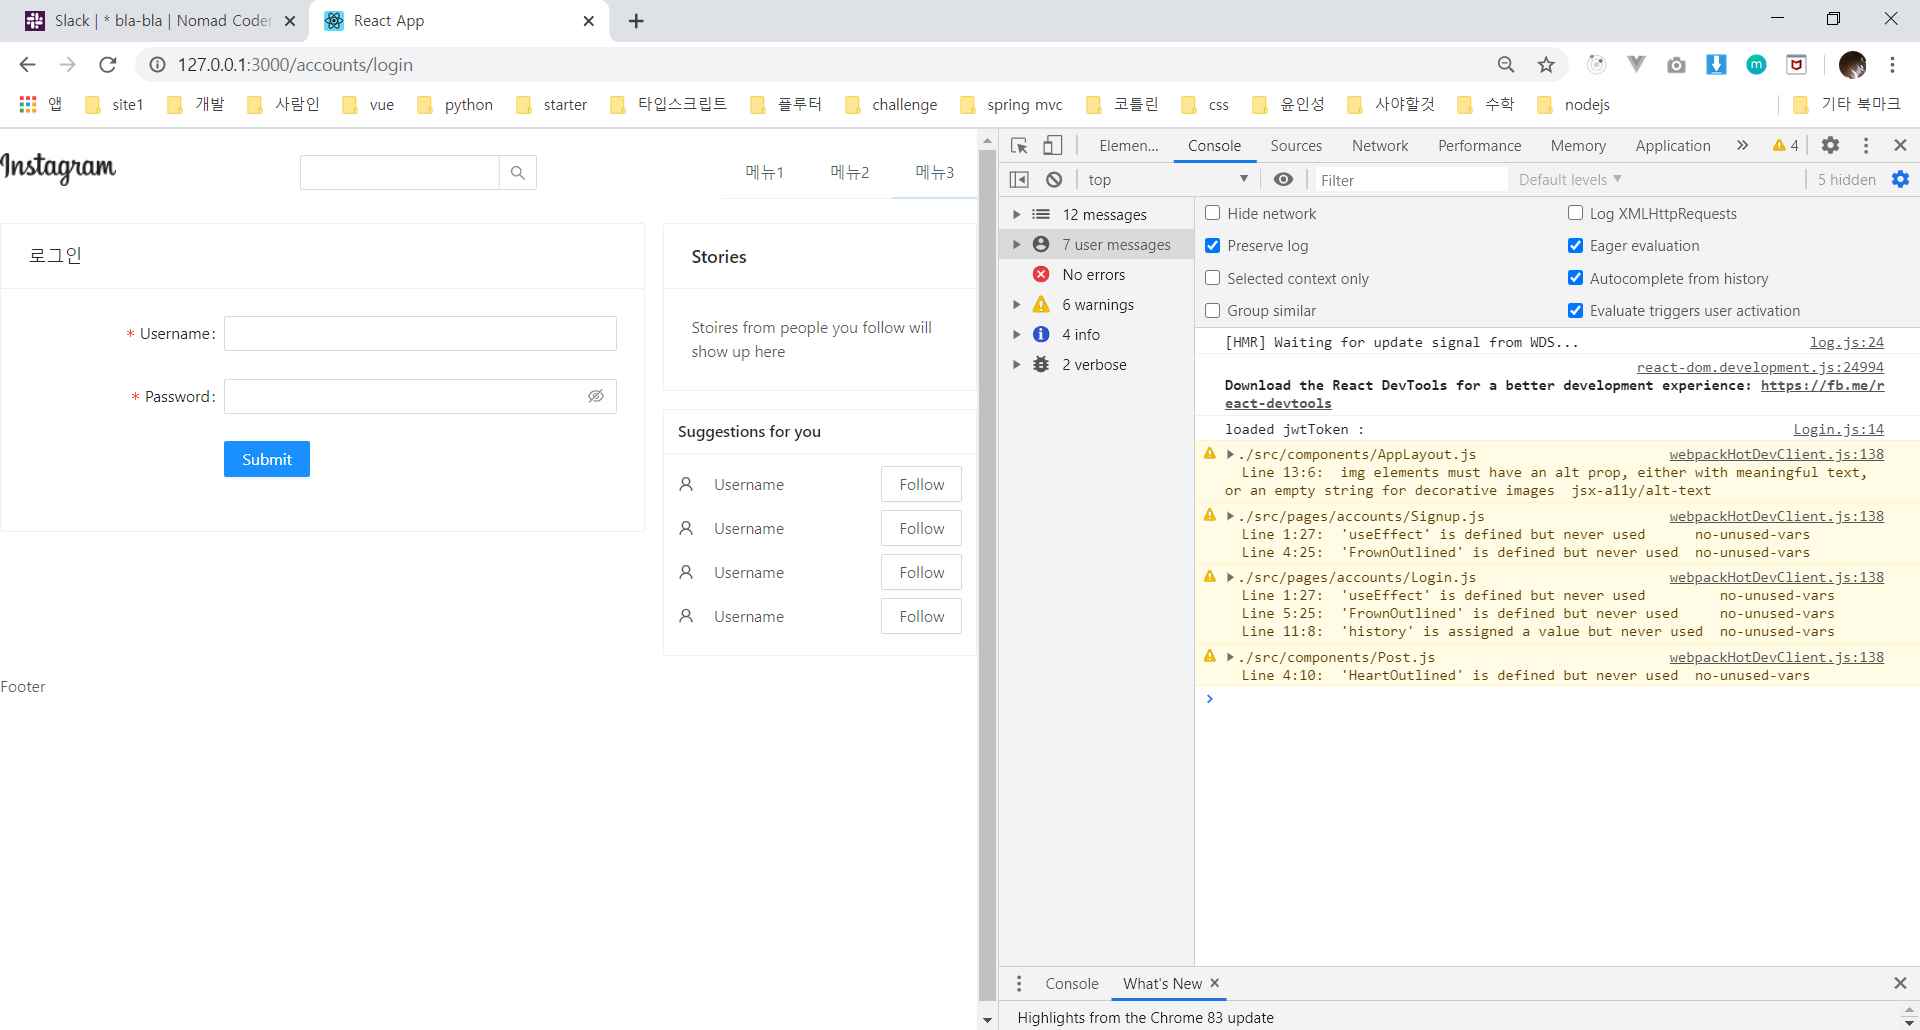 Slack | * bla-bla | Nomad Coder
React App
127.0.0.1:3000/accounts/login
앱
site1
개발
사람인
vue
python
starter
타입스크립트
플루터
challenge
spring mvc
코틀린
css
윤인성
사야할것
수학
nodejs
기타 북마크
Instagram
메뉴1
메뉴2
메뉴3
로그인
* Username:
* Password:
Submit
Stories
Stoires from people you follow will
show up here
Suggestions for you
Username
Follow
Username
Follow
Username
Follow
Username
Follow
Footer
Elemen...
Console
Sources
Network
Performance
Memory
Application
»
4
top
Filter
Default levels
5 hidden
12 messages
7 user messages
No errors
6 warnings
4 info
2 verbose
Hide network
Log XMLHttpRequests
Preserve log
Eager evaluation
Selected context only
Autocomplete from history
Group similar
Evaluate triggers user activation
[HMR] Waiting for update signal from WDS... log.js:24
react-dom.development.js:24994
Download the React DevTools for a better development experience: https://fb.me/r
eact-devtools
loaded jwtToken : Login.js:14
./src/components/AppLayout.js webpackHotDevClient.js:138
Line 13:6: img elements must have an alt prop, either with meaningful text,
or an empty string for decorative images jsx-a11y/alt-text
./src/pages/accounts/Signup.js webpackHotDevClient.js:138
Line 1:27: 'useEffect' is defined but never used no-unused-vars
Line 4:25: 'FrownOutlined' is defined but never used no-unused-vars
./src/pages/accounts/Login.js webpackHotDevClient.js:138
Line 1:27: 'useEffect' is defined but never used no-unused-vars
Line 5:25: 'FrownOutlined' is defined but never used no-unused-vars
Line 11:8: 'history' is assigned a value but never used no-unused-vars
./src/components/Post.js webpackHotDevClient.js:138
Line 4:10: 'HeartOutlined' is defined but never used no-unused-vars
Console
What's New
Highlights from the Chrome 83 update